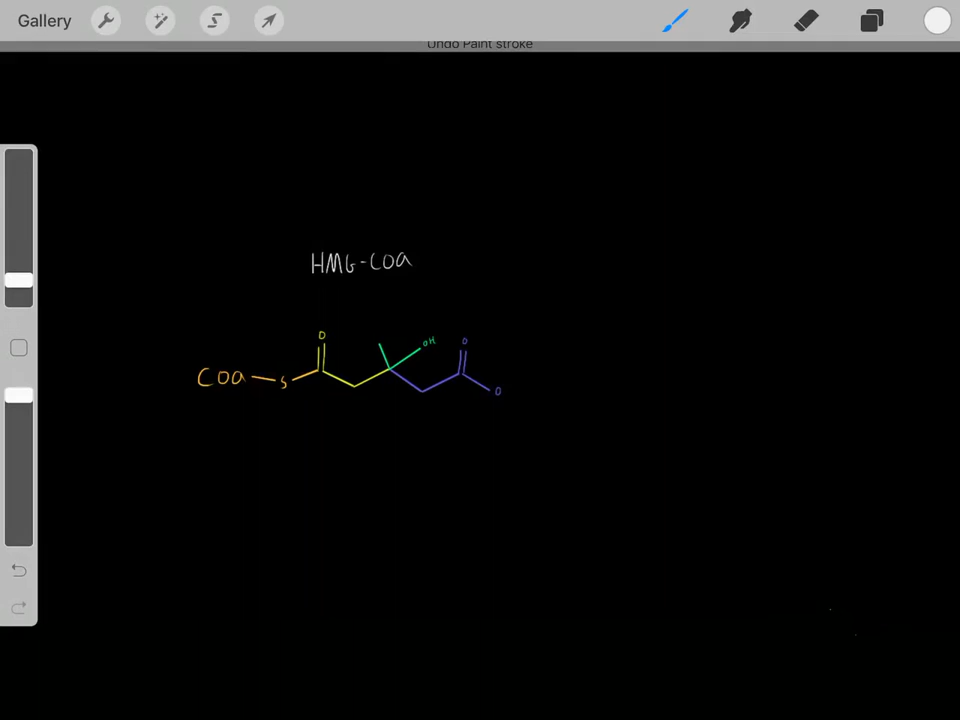 Gallery
Undo Paint stroke
HMG-COA
O OH O
COA S O